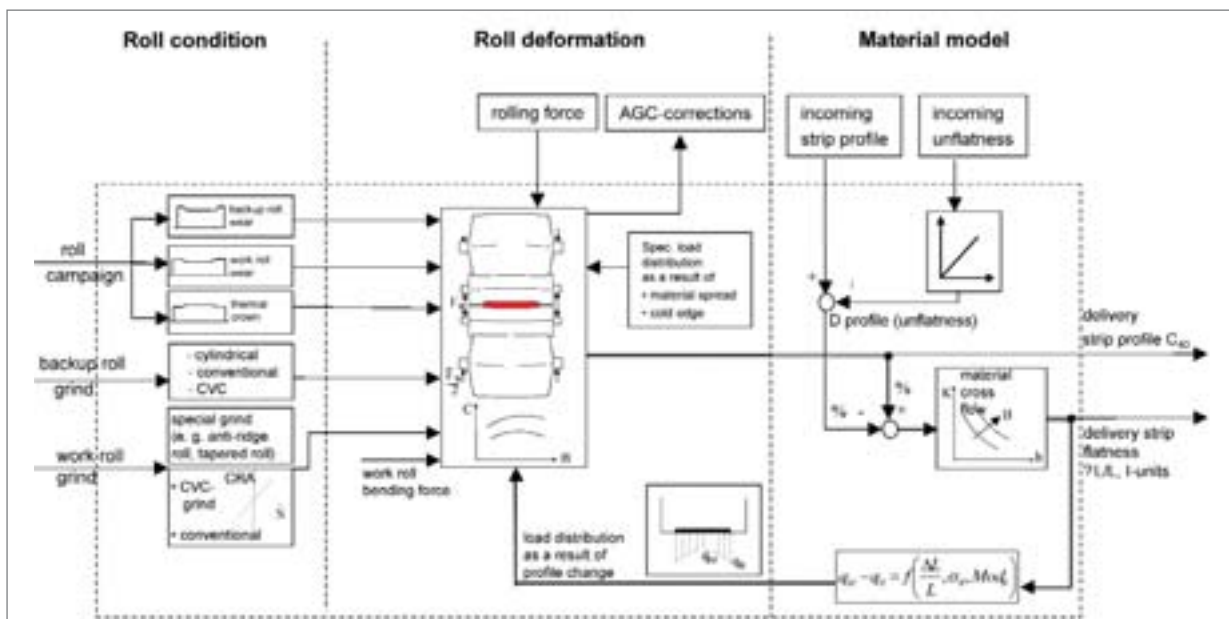 Roll condition
Roll deformation
Material model
rolling force
AGC-corrections
incoming
strip profile
incoming
unflatness
backup roll
wear
work roll
wear
thermal
crown
roll
campaign
backup roll
grind
- cylindrical
- conventional
- CVC
special grind
(e. g. anti-ridge
roll, tapered roll)
work roll
grind
CRA
+ CVC-
grind
+ conventional
Spec. load
distribution
as a result of
+ material spread
+ cold edge
C
B
work roll
bending force
load distribution
as a result of
profile change
+
D profile (unflatness)
% -
%
+
material
cross
flow
K
B
h
delivery
strip profile C₄₀
delivery strip
flatness
?L/L, I-units